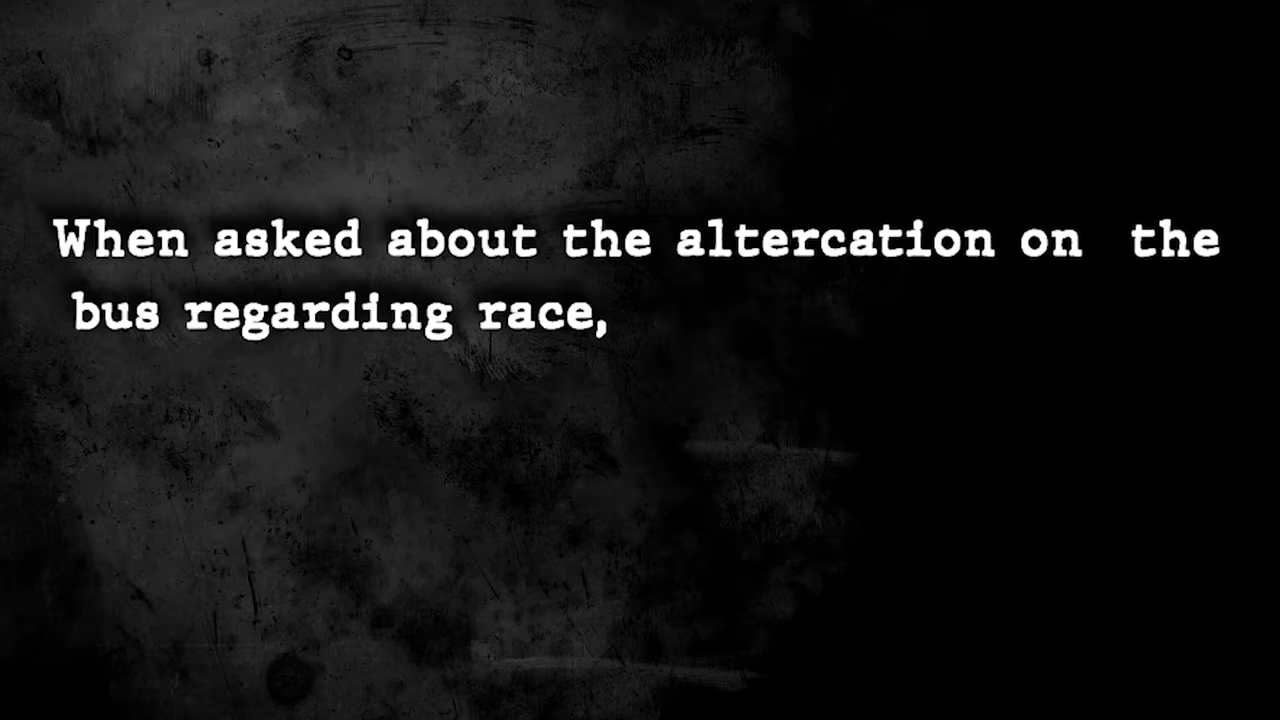 When asked about the altercation on the
bus regarding race,